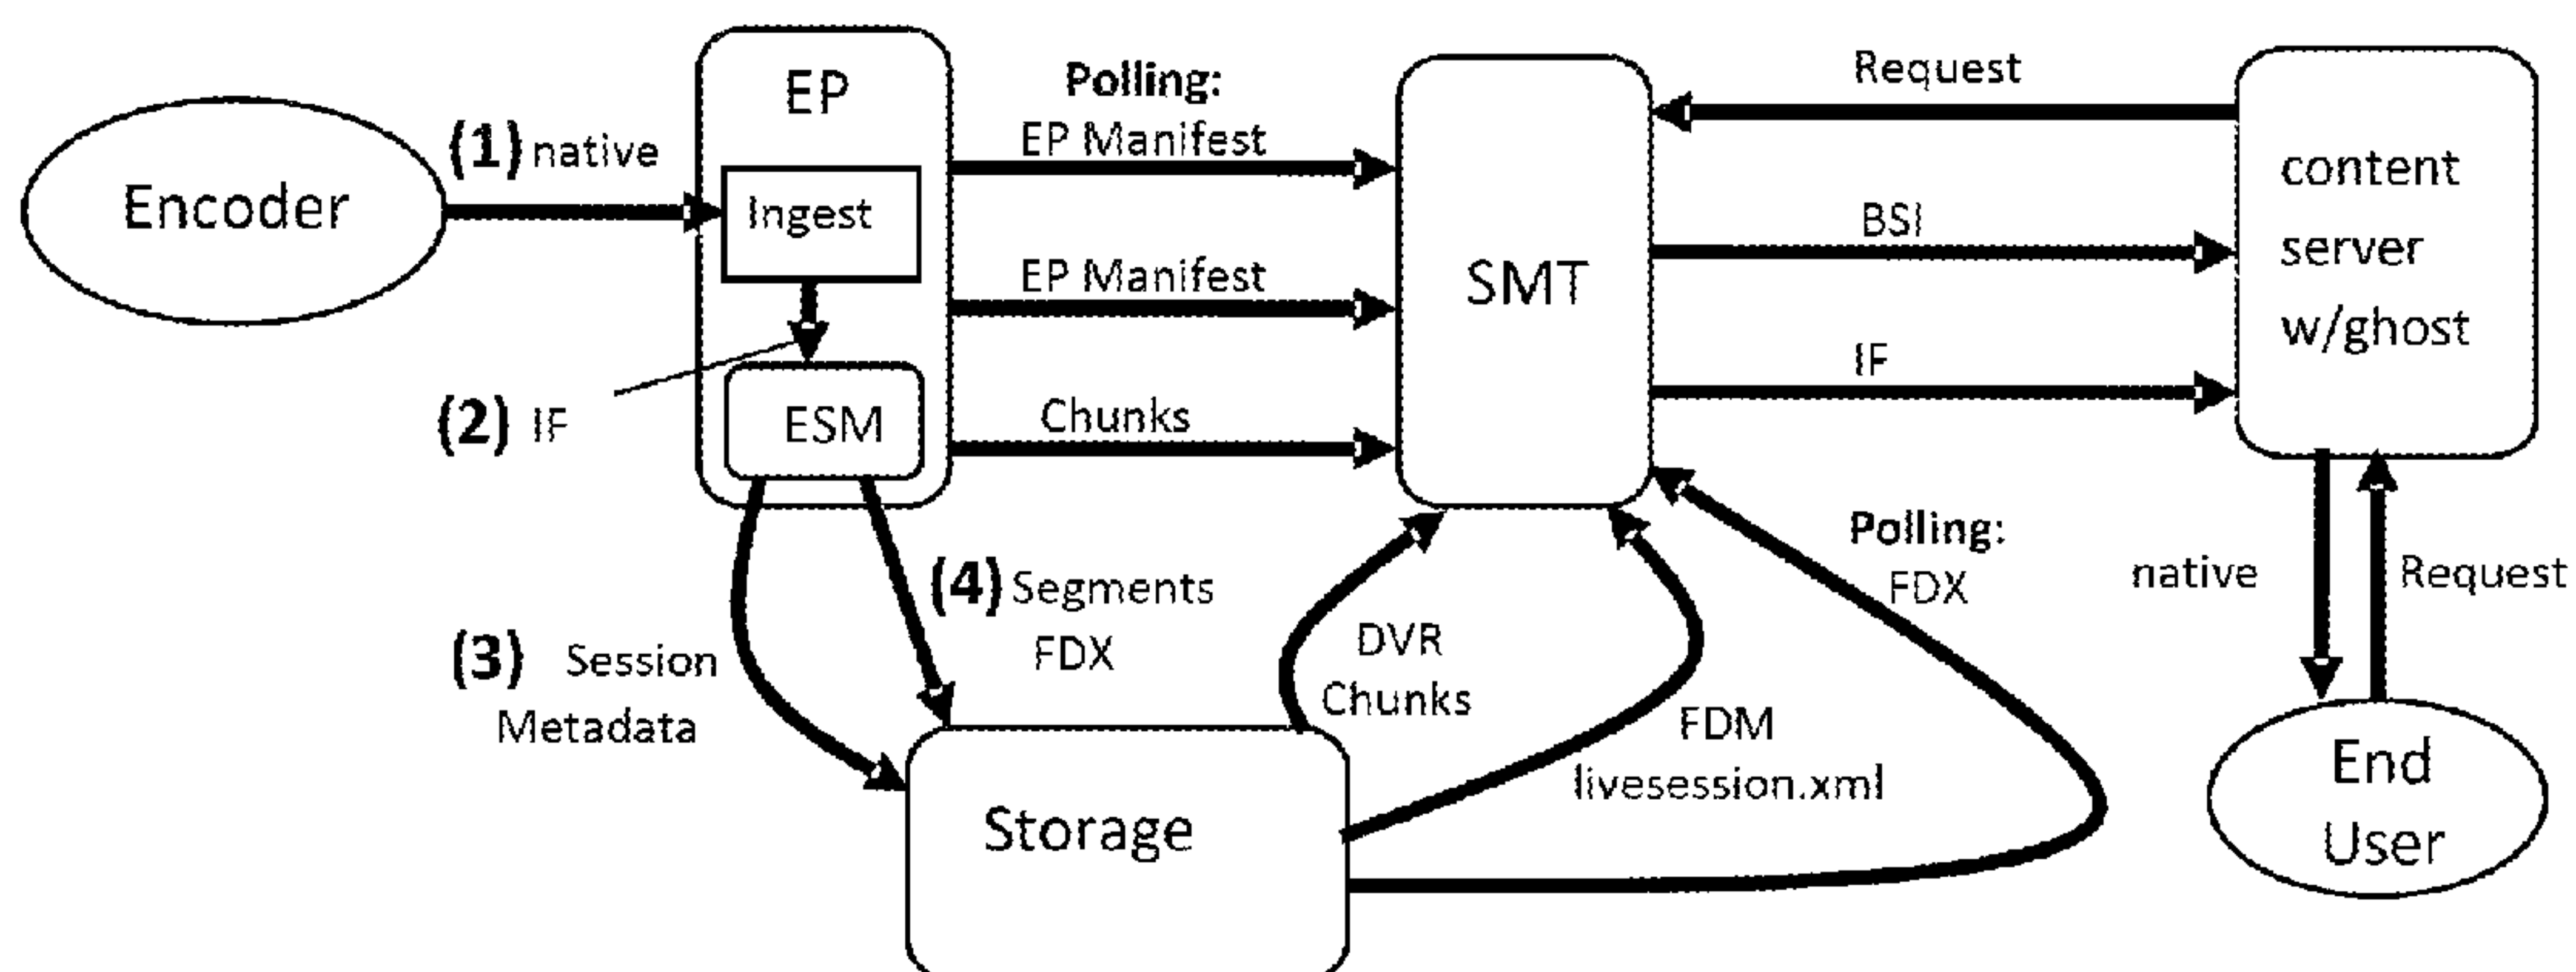 Encoder
(1) native
EP
Ingest
(2) IF
ESM
Polling:
EP Manifest
EP Manifest
Chunks
SMT
Request
BSI
IF
content
server
w/ghost
(3) Session
Metadata
(4) Segments
FDX
Storage
DVR
Chunks
FDM
livesession.xml
Polling:
FDX
native
Request
End
User